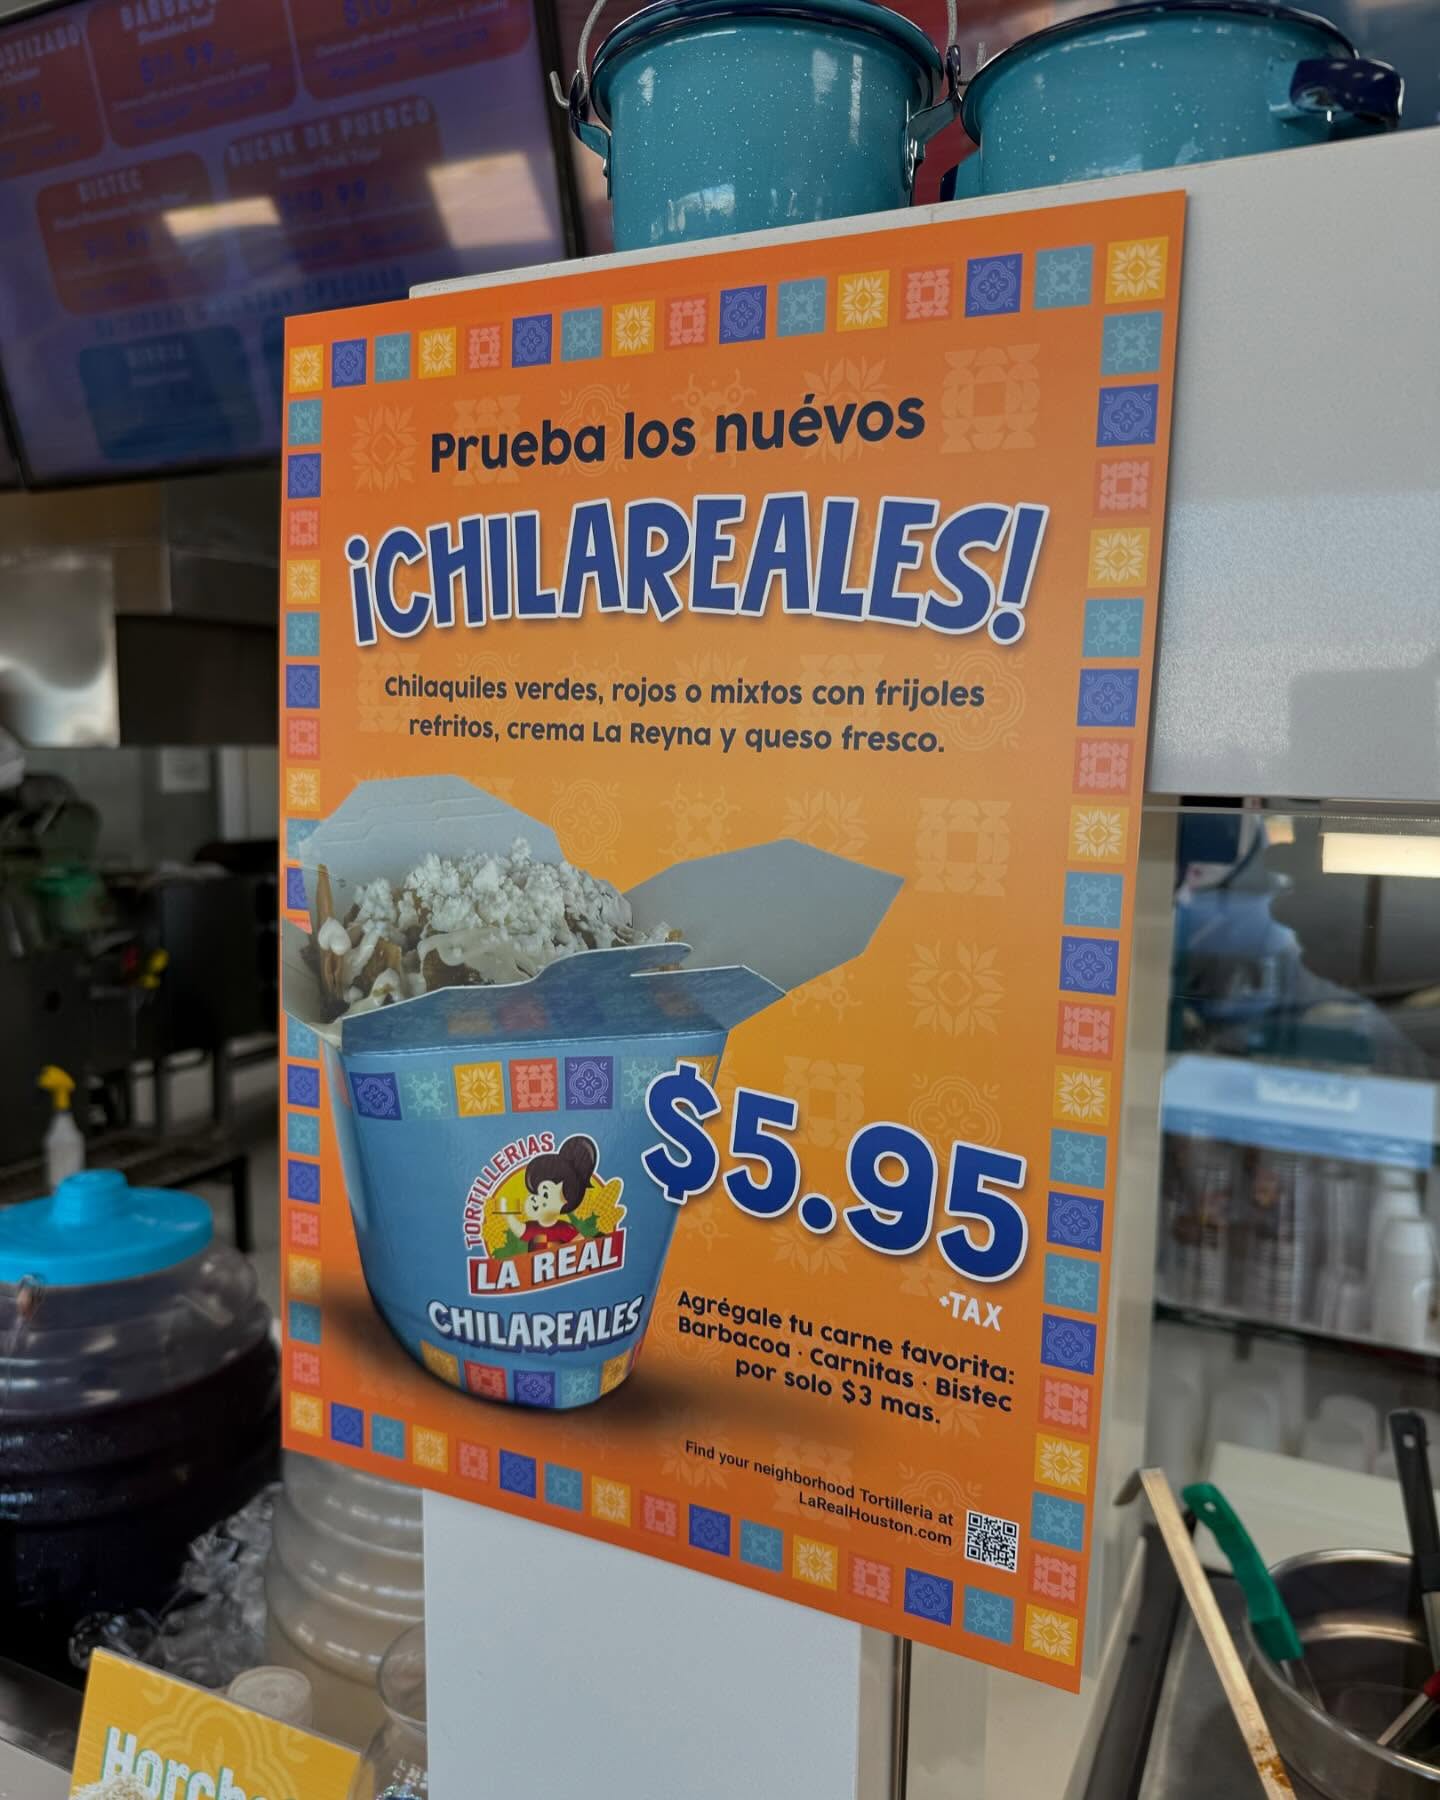 BISTEC
BUCHE DE PUERCO
Prueba los nuévos
¡CHILAREALES!
Chilaquiles verdes, rojos o mixtos con frijoles
refritos, crema La Reyna y queso fresco.
TORTILLERIAS
LA REAL
CHILAREALES
$5.95
+TAX
Agrégale tu carne favorita:
Barbacoa · Carnitas · Bistec
por solo $3 mas.
Find your neighborhood Tortilleria at
LaRealHouston.com